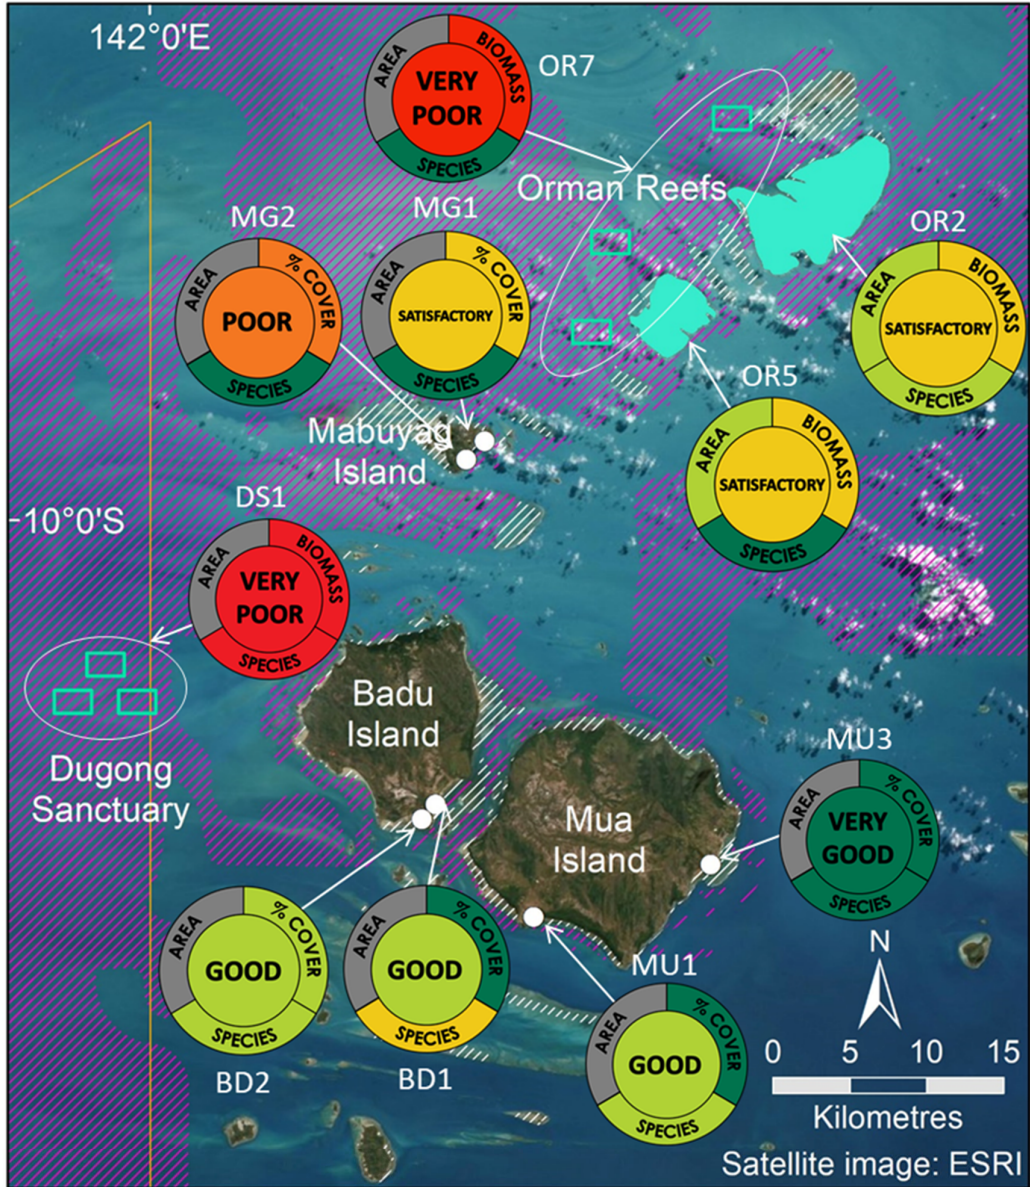 142°0'E
AREA
BIOMASS
VERY
POOR
SPECIES
OR7
Orman Reefs
MG2
AREA
% COVER
POOR
SPECIES
MG1
AREA
% COVER
SATISFACTORY
SPECIES
OR2
AREA
BIOMASS
SATISFACTORY
SPECIES
OR5
AREA
BIOMASS
SATISFACTORY
SPECIES
Mabuyag
Island
10°0'S
DS1
AREA
BIOMASS
VERY
POOR
SPECIES
Badu
Island
Dugong
Sanctuary
Mua
Island
MU3
AREA
% COVER
VERY
GOOD
SPECIES
AREA
% COVER
GOOD
SPECIES
BD2
AREA
% COVER
GOOD
SPECIES
BD1
MU1
AREA
% COVER
GOOD
SPECIES
N
0 5 10 15
Kilometres
Satellite image: ESRI